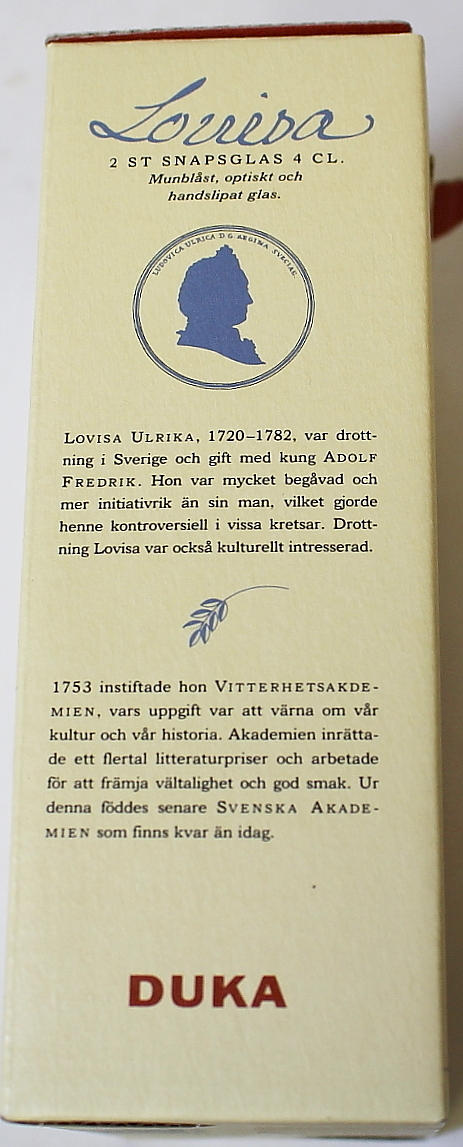 Lovisa
2 ST SNAPSGLAS 4 CL.
Munblåst, optiskt och
handslipat glas.
LUDOVICA ULRICA D.G. REGINA SVECIAE.
LOVISA ULRIKA, 1720–1782, var drott-
ning i Sverige och gift med kung ADOLF
FREDRIK. Hon var mycket begåvad och
mer initiativrik än sin man, vilket gjorde
henne kontroversiell i vissa kretsar. Drott-
ning Lovisa var också kulturellt intresserad.
1753 instiftade hon VITTERHETSAKDE-
MIEN, vars uppgift var att värna om vår
kultur och vår historia. Akademien inrätta-
de ett flertal litteraturpriser och arbetade
för att främja vältalighet och god smak. Ur
denna föddes senare SVENSKA AKADE-
MIEN som finns kvar än idag.
DUKA